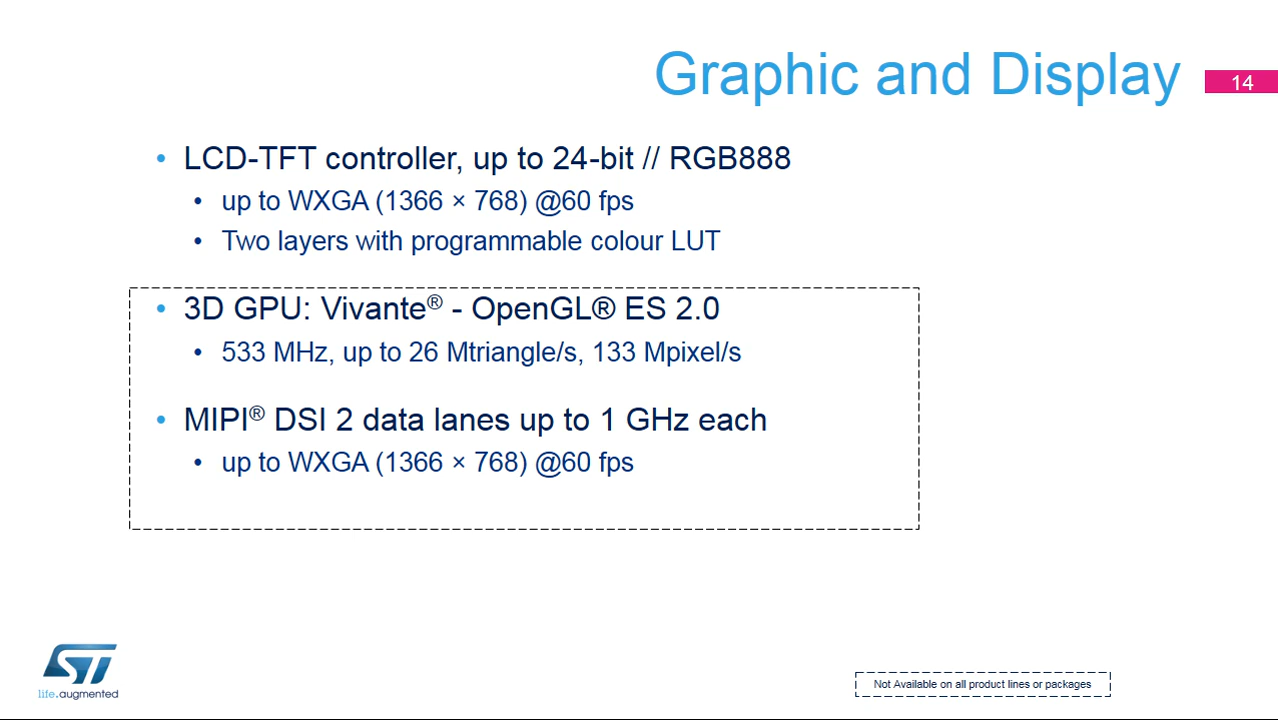 Graphic and Display
14
• LCD-TFT controller, up to 24-bit // RGB888
• up to WXGA (1366 × 768) @60 fps
• Two layers with programmable colour LUT
• 3D GPU: Vivante® - OpenGL® ES 2.0
• 533 MHz, up to 26 Mtriangle/s, 133 Mpixel/s
• MIPI® DSI 2 data lanes up to 1 GHz each
• up to WXGA (1366 × 768) @60 fps
ST
life.augmented
Not Available on all product lines or packages